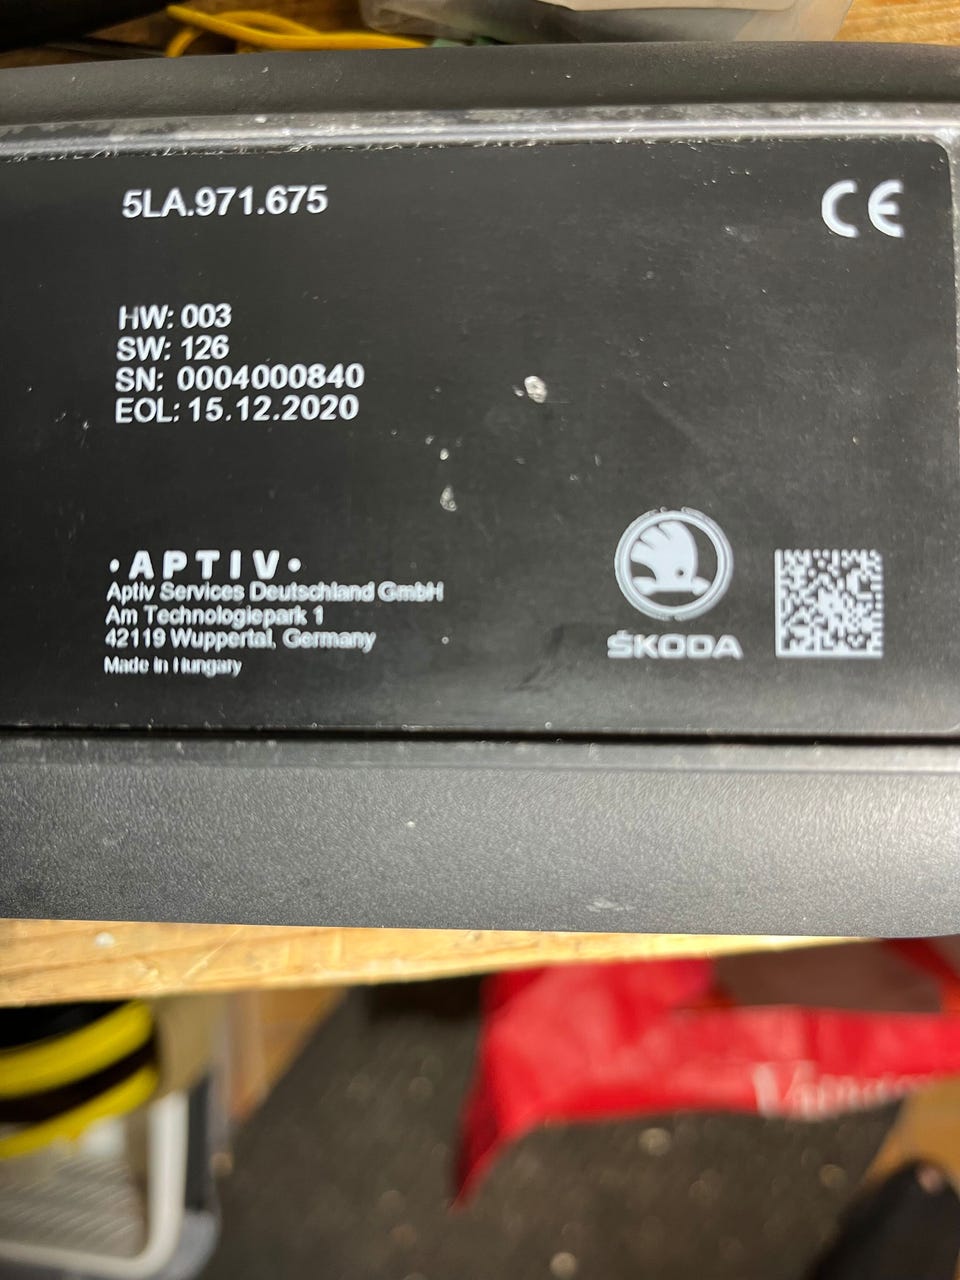 5LA.971.675
CE
HW: 003
SW: 126
SN: 0004000840
EOL: 15.12.2020
·APTIV·
Aptiv Services Deutschland GmbH
Am Technologiepark 1
42119 Wuppertal, Germany
Made in Hungary
ŠKODA